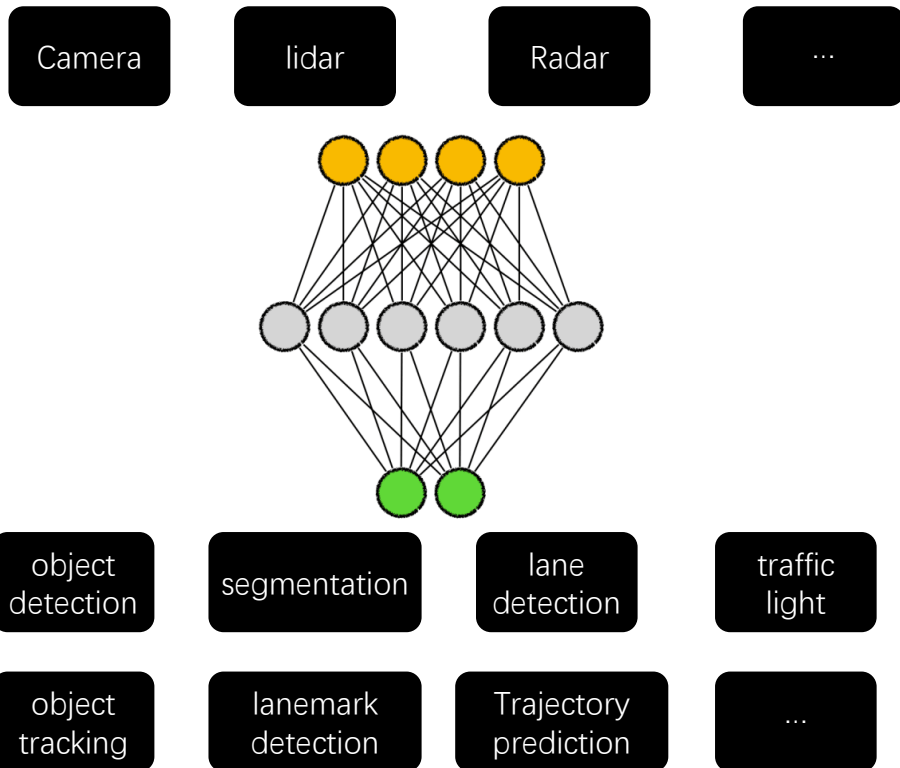 Camera
lidar
Radar
...
object
detection
segmentation
lane
detection
traffic
light
object
tracking
lanemark
detection
Trajectory
prediction
...